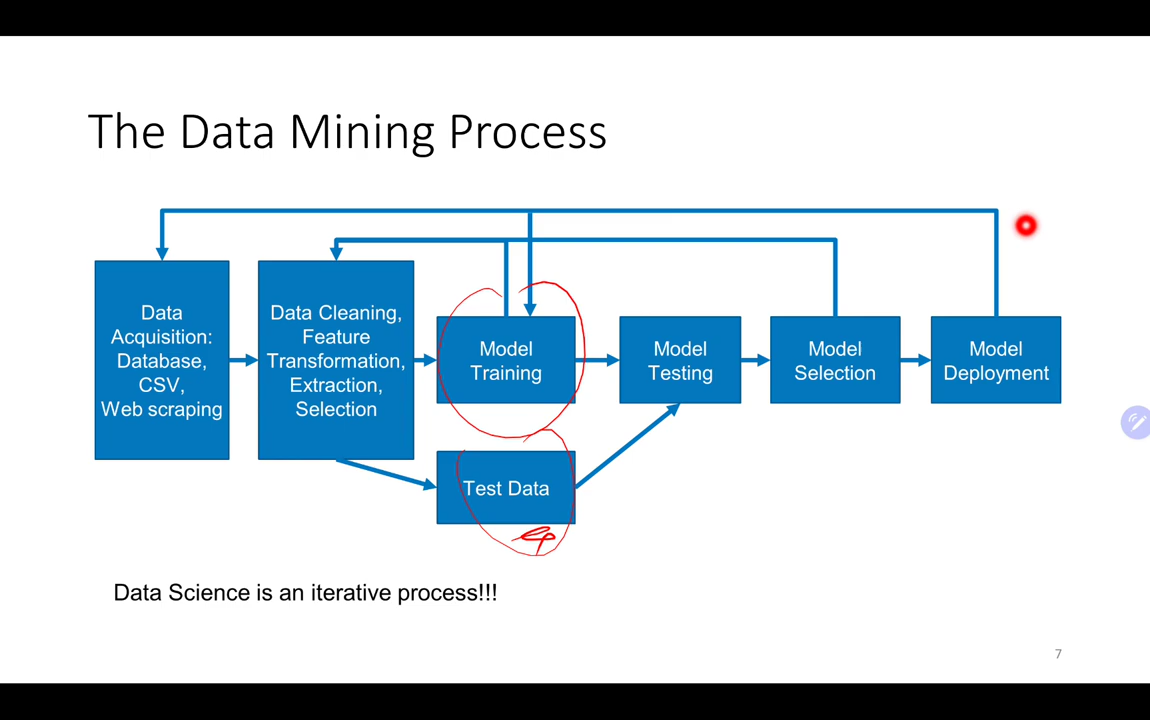 The Data Mining Process
Data
Acquisition:
Database,
CSV,
Web scraping
Data Cleaning,
Feature
Transformation,
Extraction,
Selection
Model
Training
Model
Testing
Model
Selection
Model
Deployment
Test Data
Data Science is an iterative process!!!
7